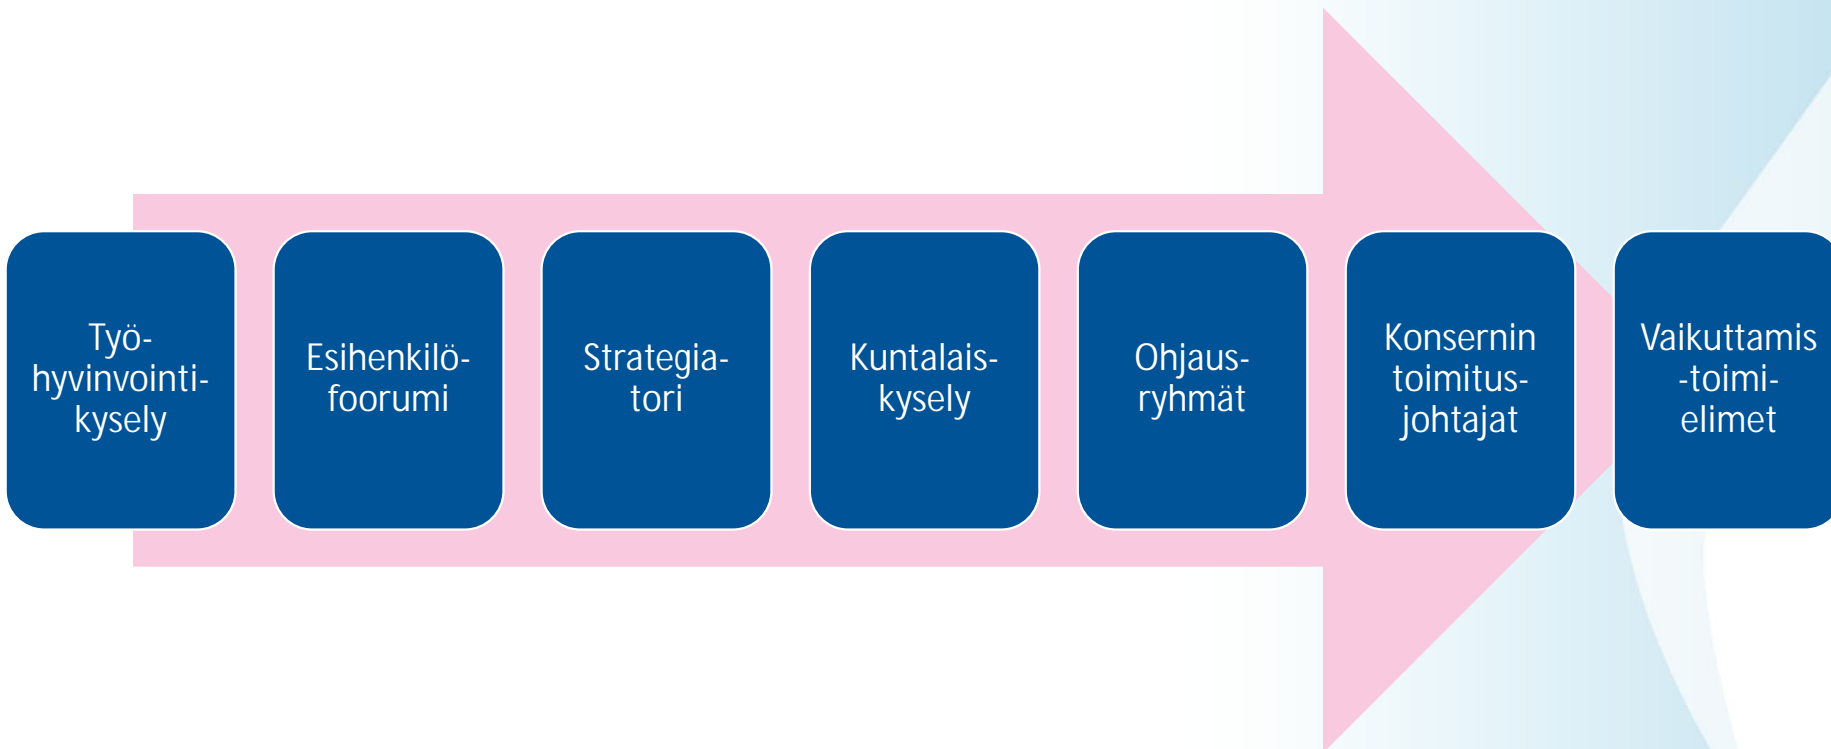 Työ-
hyvinvointi-
kysely
Esihenkilö-
foorumi
Strategia-
tori
Kuntalais-
kysely
Ohjaus-
ryhmät
Konsernin
toimitus-
johtajat
Vaikuttamis
-toimi-
elimet